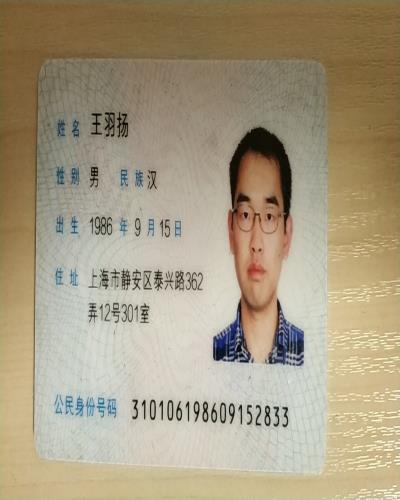 姓名 王羽扬
性别 男 民族 汉
出生 1986 年 9 月 15 日
住址 上海市静安区泰兴路362
弄12号301室
公民身份号码 310106198609152833